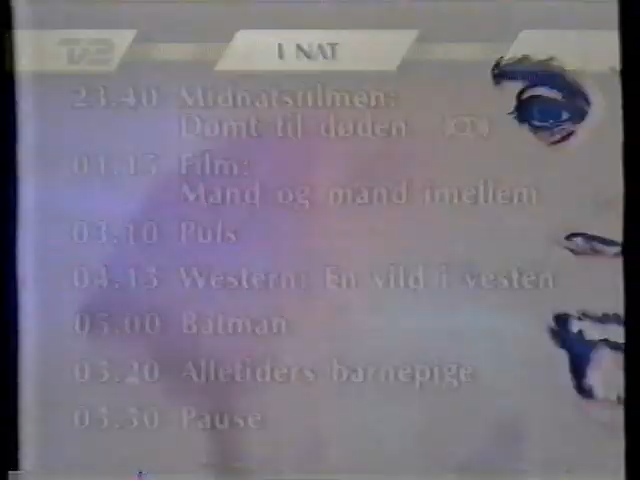 TV2
I NAT
23.40 Midnatsfilmen:
Dømt til døden
01.15 Film:
Mand og mand imellem
03.10 Puls
04.15 Western: En vild i vesten
05.00 Batman
05.20 Alletiders barnepige
05.50 Pause